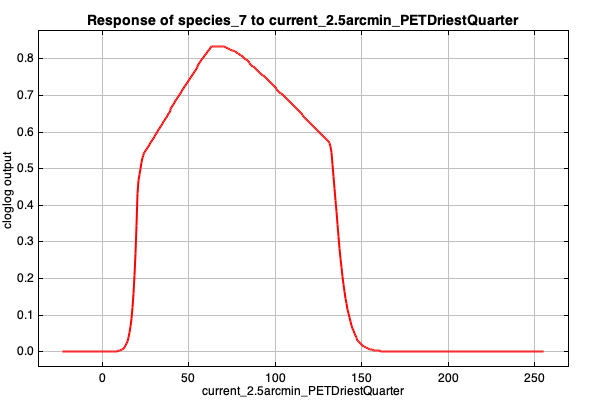 Response of species_7 to current_2.5arcmin_PETDriestQuarter
cloglog output
0.8
0.7
0.6
0.5
0.4
0.3
0.2
0.1
0.0
0 50 100 150 200 250
current_2.5arcmin_PETDriestQuarter